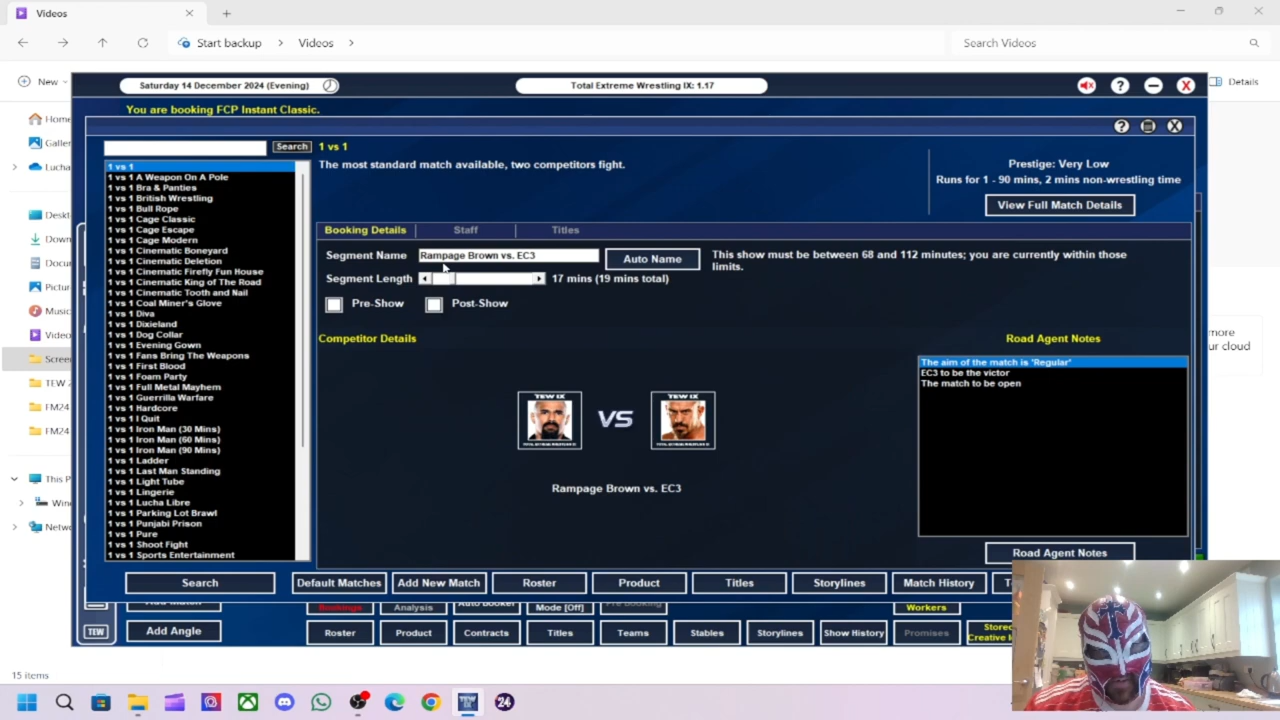 Videos
Start backup
Videos
Search Videos
New
Details
Saturday 14 December 2024 (Evening)
Total Extreme Wrestling IX: 1.17
You are booking FCP Instant Classic.
Search
1 vs 1
The most standard match available, two competitors fight.
Prestige: Very Low
Runs for 1 - 90 mins, 2 mins non-wrestling time
View Full Match Details
1 vs 1
1 vs 1 A Weapon On A Pole
1 vs 1 Bra & Panties
1 vs 1 British Wrestling
1 vs 1 Bull Rope
1 vs 1 Cage Classic
1 vs 1 Cage Escape
1 vs 1 Cage Modern
1 vs 1 Cinematic Boneyard
1 vs 1 Cinematic Deletion
1 vs 1 Cinematic Firefly Fun House
1 vs 1 Cinematic King of The Road
1 vs 1 Cinematic Tooth and Nail
1 vs 1 Coal Miner's Glove
1 vs 1 Diva
1 vs 1 Dixieland
1 vs 1 Dog Collar
1 vs 1 Evening Gown
1 vs 1 Fans Bring The Weapons
1 vs 1 First Blood
1 vs 1 Foam Party
1 vs 1 Full Metal Mayhem
1 vs 1 Guerrilla Warfare
1 vs 1 Hardcore
1 vs 1 I Quit
1 vs 1 Iron Man (30 Mins)
1 vs 1 Iron Man (60 Mins)
1 vs 1 Iron Man (90 Mins)
1 vs 1 Ladder
1 vs 1 Last Man Standing
1 vs 1 Light Tube
1 vs 1 Lingerie
1 vs 1 Lucha Libre
1 vs 1 Parking Lot Brawl
1 vs 1 Punjabi Prison
1 vs 1 Pure
1 vs 1 Shoot Fight
1 vs 1 Sports Entertainment
Booking Details
Staff
Titles
Segment Name
Rampage Brown vs. EC3
Auto Name
This show must be between 68 and 112 minutes; you are currently within those
limits.
Segment Length
17 mins (19 mins total)
Pre-Show
Post-Show
Competitor Details
Road Agent Notes
The aim of the match is 'Regular'
EC3 to be the victor
The match to be open
TEW IX
VS
TEW IX
Rampage Brown vs. EC3
Road Agent Notes
Search
Default Matches
Add New Match
Roster
Product
Titles
Storylines
Match History
Bookings
Analysis
Auto Booker
Mode [Off]
Pre Booking
Workers
TEW
Add Angle
Roster
Product
Contracts
Titles
Teams
Stables
Storylines
Show History
Promises
Home
Galle
Lucha
Deskt
Down
Docu
Pictur
Music
Video
Scree
TEW 2
FM24
FM24
This P
Wind
Netwo
more
ur cloud
15 items
TEW
24